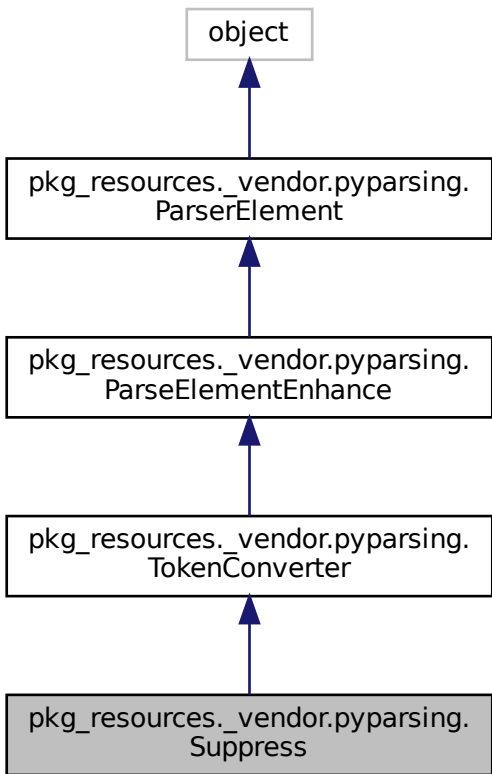 object
pkg_resources._vendor.pyparsing.
ParserElement
pkg_resources._vendor.pyparsing.
ParseElementEnhance
pkg_resources._vendor.pyparsing.
TokenConverter
pkg_resources._vendor.pyparsing.
Suppress